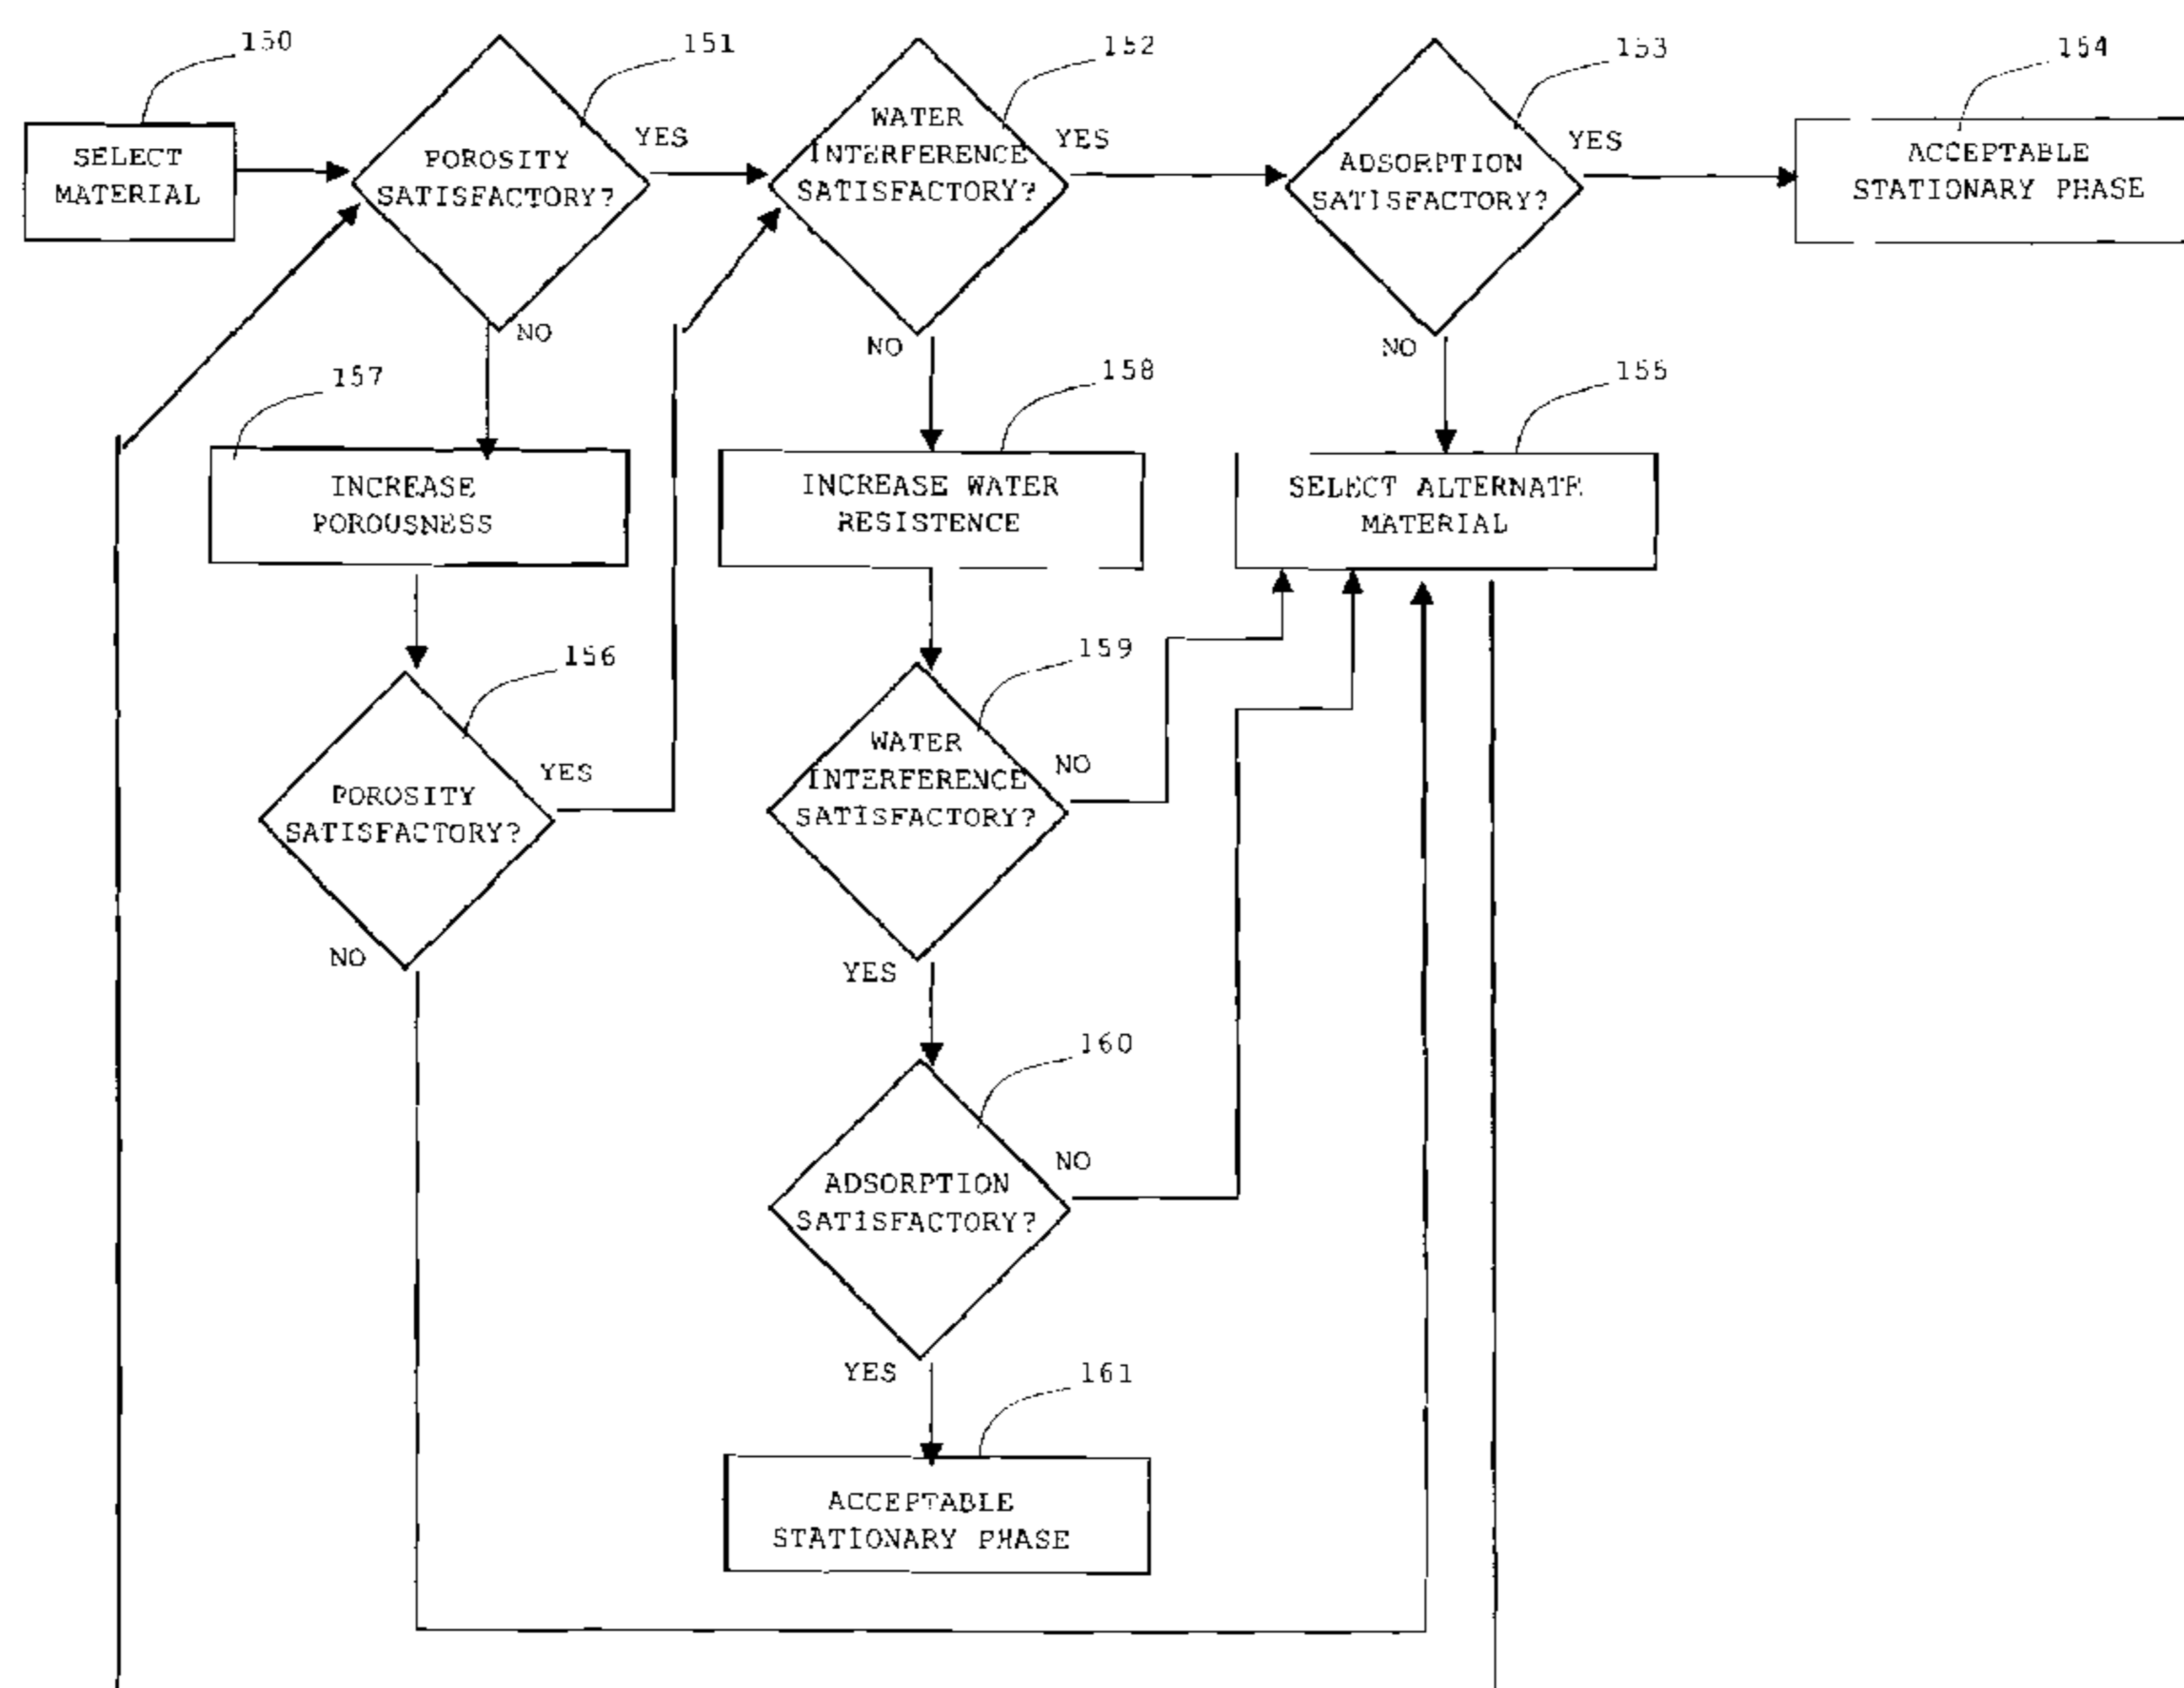 150
151
152
153
154
SELECT
MATERIAL
POROSITY
SATISFACTORY?
YES
NO
WATER
INTERFERENCE
SATISFACTORY?
YES
NO
ADSORPTION
SATISFACTORY?
YES
NO
ACCEPTABLE
STATIONARY PHASE
157
158
155
INCREASE
POROUSNESS
INCREASE WATER
RESISTENCE
SELECT ALTERNATE
MATERIAL
156
159
POROSITY
SATISFACTORY?
YES
NO
WATER
INTERFERENCE
SATISFACTORY?
NO
YES
160
ADSORPTION
SATISFACTORY?
NO
YES
161
ACCEPTABLE
STATIONARY PHASE